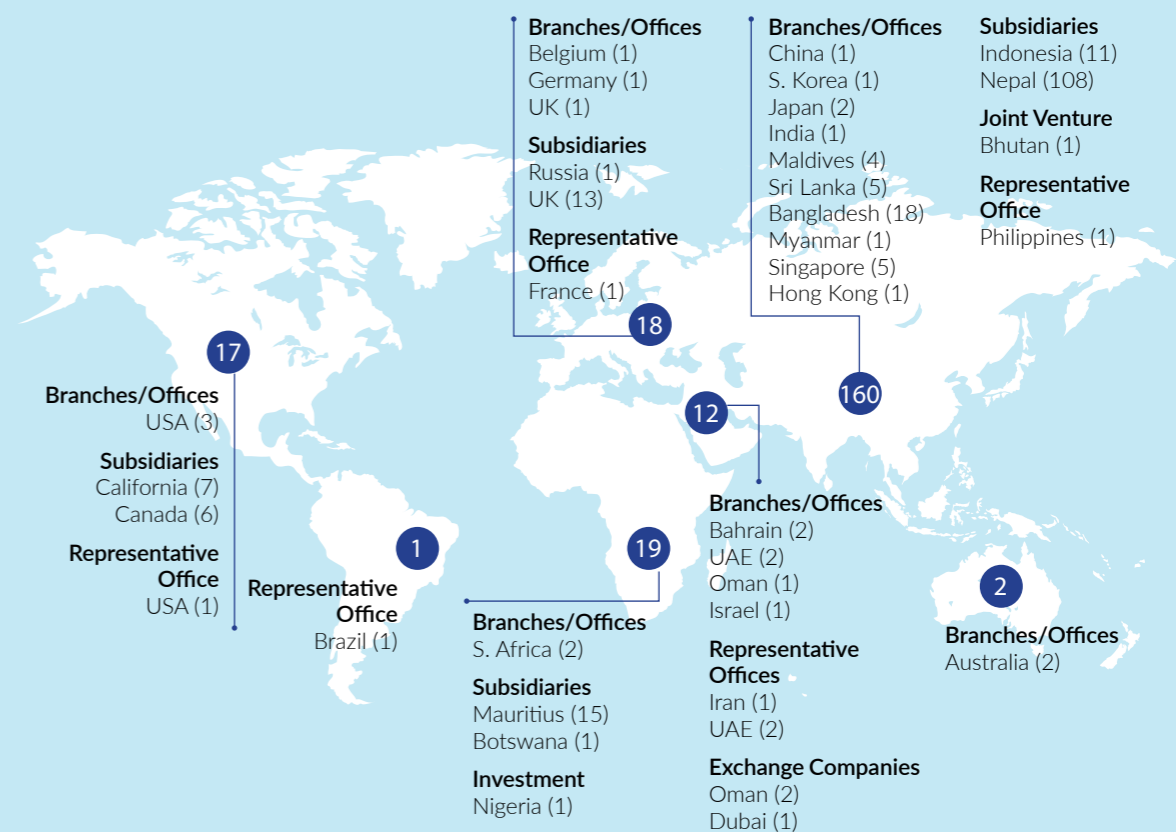 Branches/Offices
Belgium (1)
Germany (1)
UK (1)
Subsidiaries
Russia (1)
UK (13)
Representative
Office
France (1)
18
Branches/Offices
China (1)
S. Korea (1)
Japan (2)
India (1)
Maldives (4)
Sri Lanka (5)
Bangladesh (18)
Myanmar (1)
Singapore (5)
Hong Kong (1)
Subsidiaries
Indonesia (11)
Nepal (108)
Joint Venture
Bhutan (1)
Representative
Office
Philippines (1)
160
17
Branches/Offices
USA (3)
Subsidiaries
California (7)
Canada (6)
Representative
Office
USA (1)
1
Representative
Office
Brazil (1)
19
Branches/Offices
S. Africa (2)
Subsidiaries
Mauritius (15)
Botswana (1)
Investment
Nigeria (1)
12
Branches/Offices
Bahrain (2)
UAE (2)
Oman (1)
Israel (1)
Representative
Offices
Iran (1)
UAE (2)
Exchange Companies
Oman (2)
Dubai (1)
2
Branches/Offices
Australia (2)